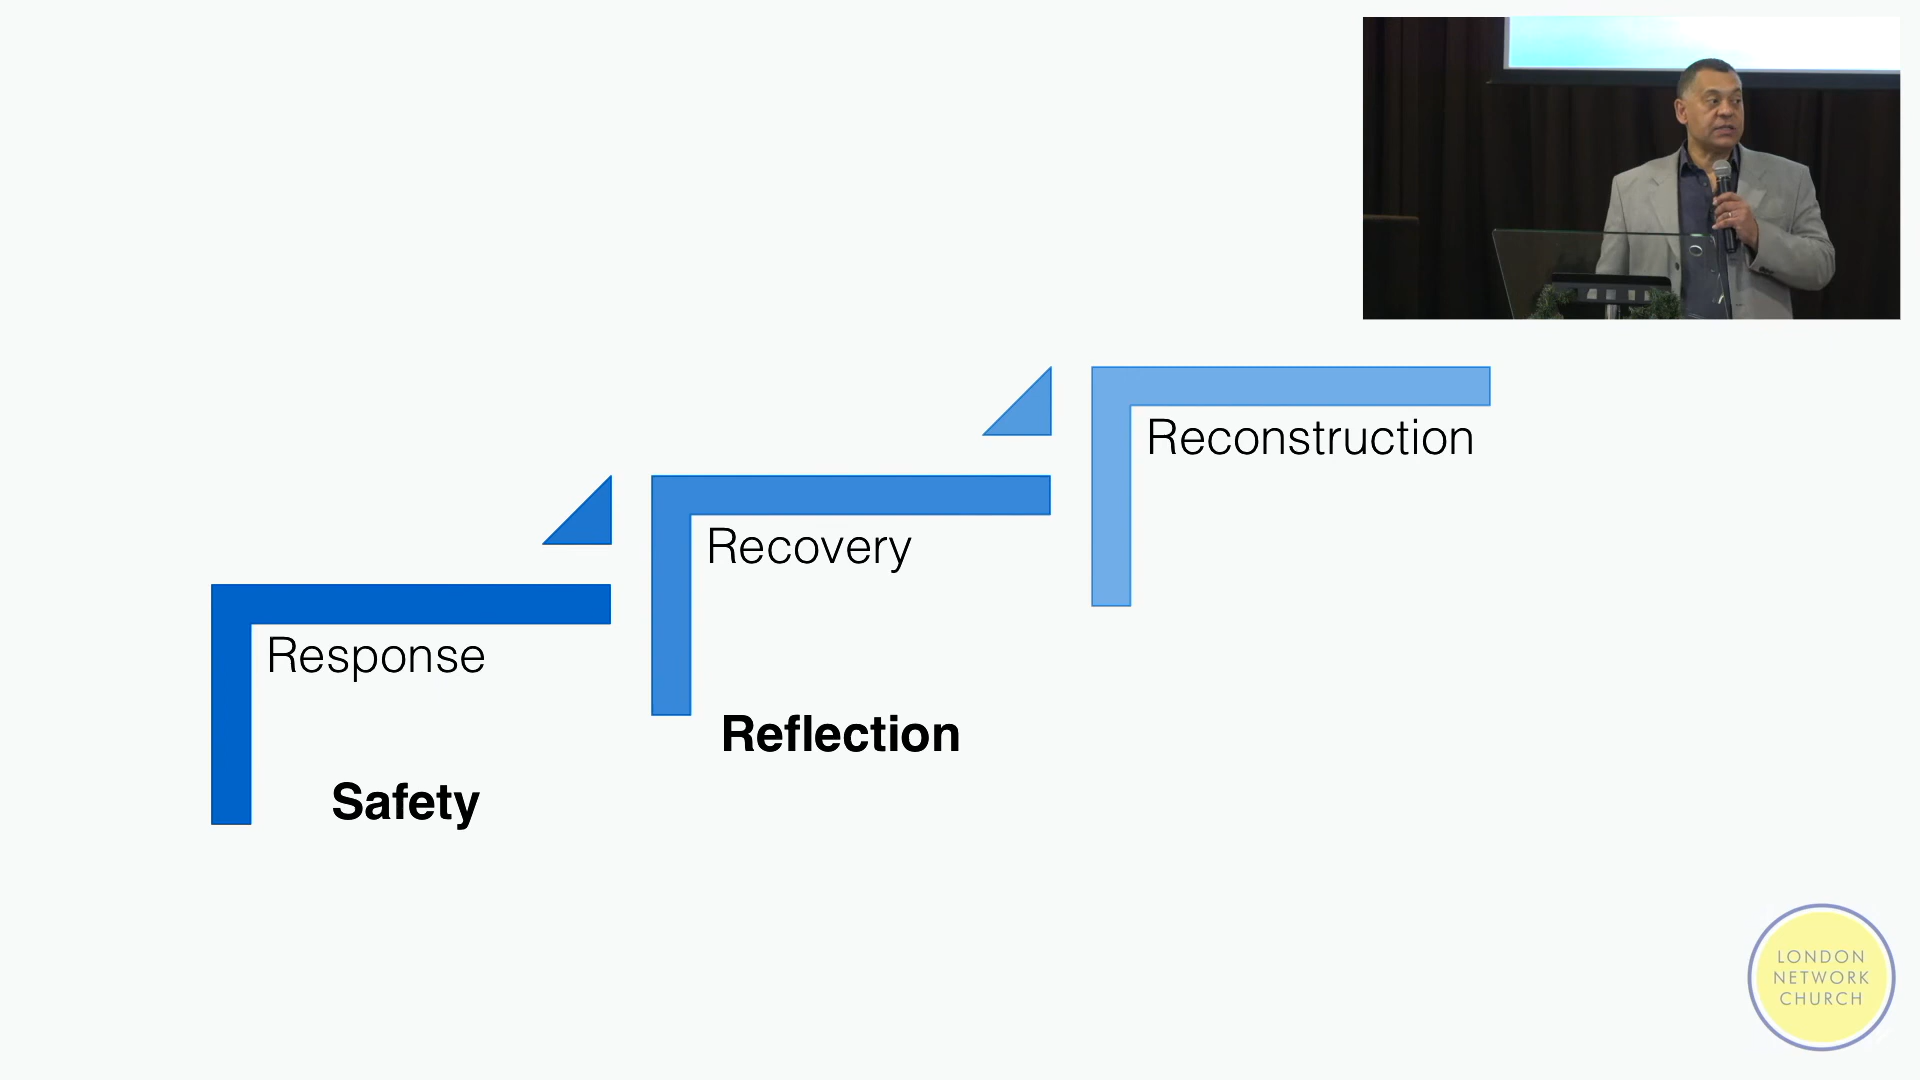 Reconstruction
Recovery
Response
Reflection
Safety
LONDON
NETWORK
CHURCH